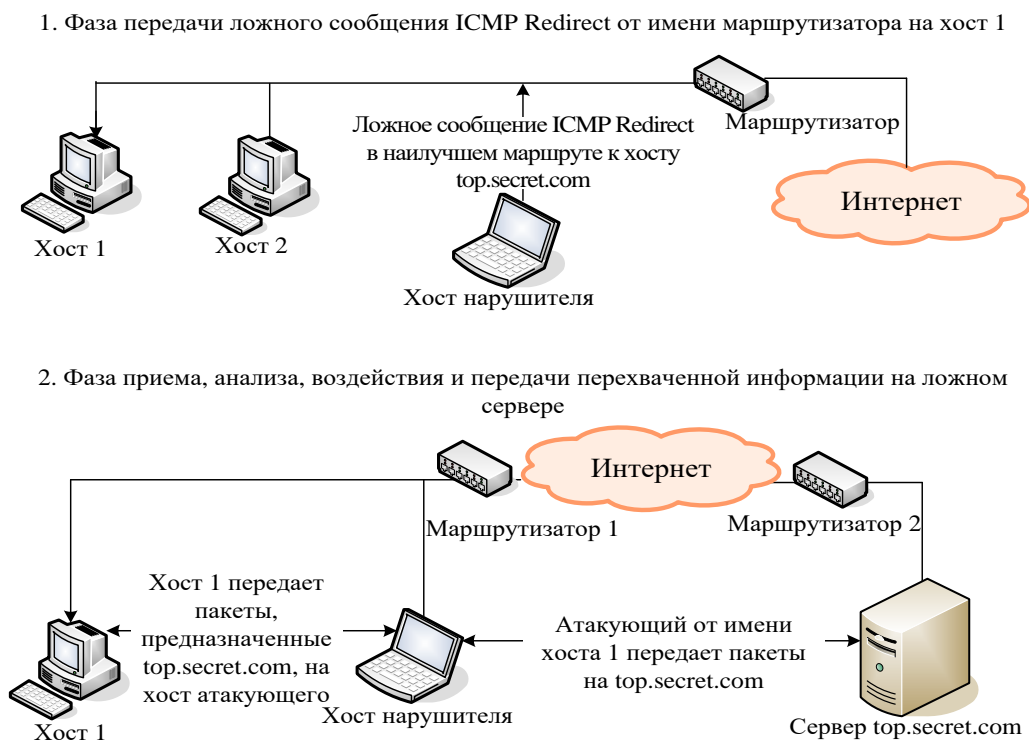 1. Фаза передачи ложного сообщения ICMP Redirect от имени маршрутизатора на хост 1
Ложное сообщение ICMP Redirect
в наилучшем маршруте к хосту
top.secret.com
Маршрутизатор
Интернет
Хост 1
Хост 2
Хост нарушителя
2. Фаза приема, анализа, воздействия и передачи перехваченной информации на ложном
сервере
Интернет
Маршрутизатор 1
Маршрутизатор 2
Хост 1 передает
пакеты,
предназначенные
top.secret.com, на
хост атакующего
Атакующий от имени
хоста 1 передает пакеты
на top.secret.com
Хост 1
Хост нарушителя
Сервер top.secret.com